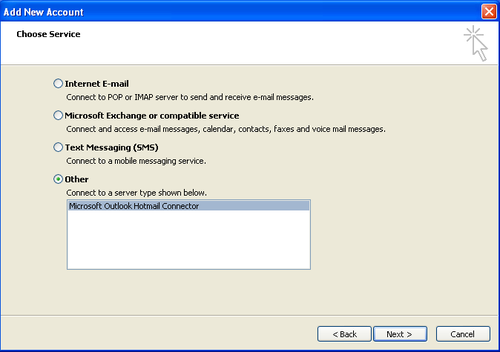 Add New Account
Choose Service
Internet E-mail
Connect to POP or IMAP server to send and receive e-mail messages.
Microsoft Exchange or compatible service
Connect and access e-mail messages, calendar, contacts, faxes and voice mail messages.
Text Messaging (SMS)
Connect to a mobile messaging service.
Other
Connect to a server type shown below.
Microsoft Outlook Hotmail Connector
< Back
Next >
Cancel